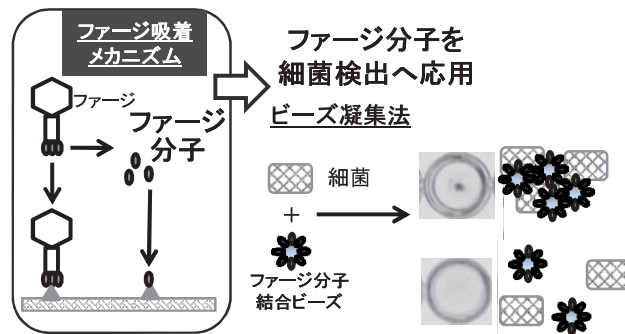 ファージ吸着
メカニズム
ファージ
ファージ
分子
ファージ分子を
細菌検出へ応用
ビーズ凝集法
細菌
+
ファージ分子
結合ビーズ